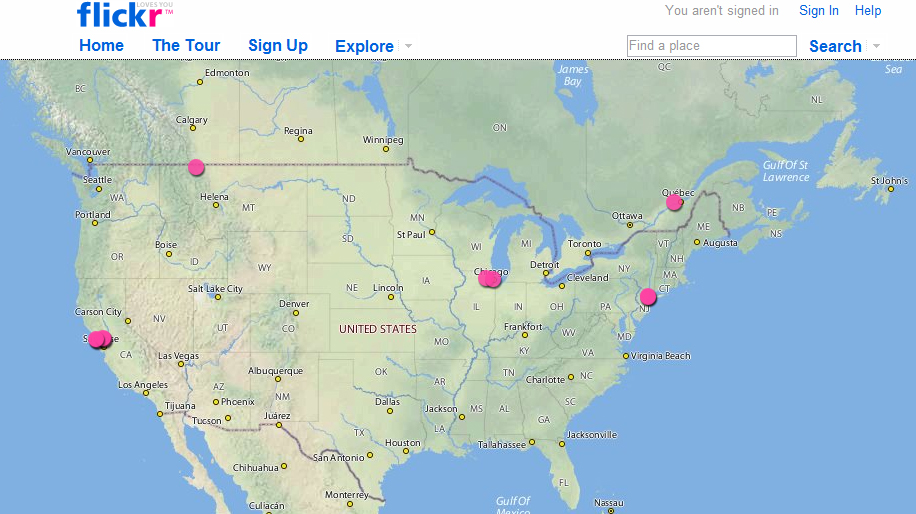 LOVES YOU
flickr TM
You aren't signed in Sign In Help
Home The Tour Sign Up Explore Find a place Search
James Bay
QC
Sea
Edmonton
BC
NL
Calgary
ON
Regina
Winnipeg
Vancouver
Gulf Of St Lawrence
Seattle
St John's
WA
Helena
MT
ND
Québec
NB
PE
Portland
MN
Ottawa
ME
NS
St Paul
SD
WI
MI
Toronto
VT
Augusta
Boise
NH
OR
ID
WY
Chicago
Detroit
NY
MA
Cleveland
CT
Salt Lake City
NE
Lincoln
IA
Denver
IL
IN
OH
PA
NJ
Carson City
NV
UT
CO
UNITED STATES
Frankfort
WV
MD
CA
MO
KY
VA
Virginia Beach
Las Vegas
Albuquerque
OK
TN
Charlotte
NC
Los Angeles
AZ
NM
AR
SC
Phoenix
Dallas
Jackson
MS
AL
Tijuana
Tucson
Juárez
GA
TX
LA
Jacksonville
Houston
Tallahassee
San Antonio
Chihuahua
FL
Monterrey
Gulf Of Mexico
Nassau
Culiacán